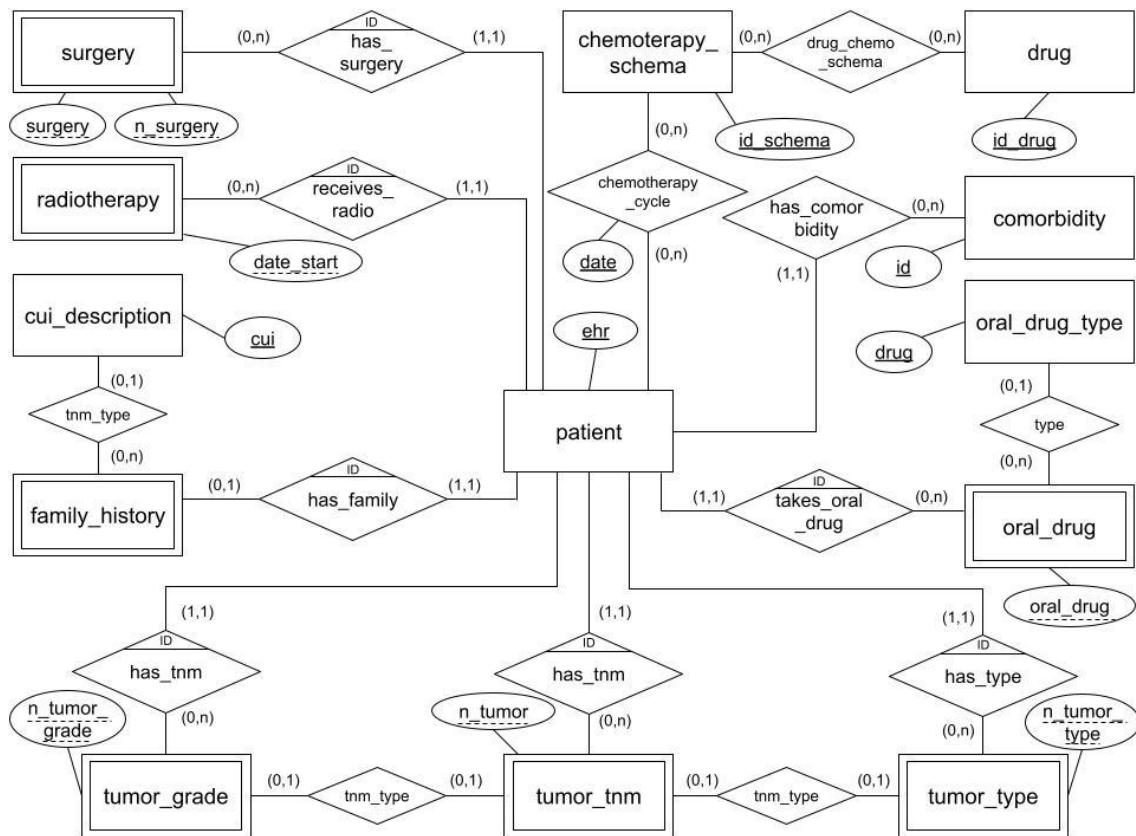 surgery
(0,n)
ID
has_
surgery
(1,1)
chemoterapy_
schema
(0,n)
drug_chemo
_schema
(0,n)
drug
surgery
n_surgery
(0,n)
id_schema
id_drug
radiotherapy
(0,n)
ID
receives_
radio
(1,1)
chemotherapy
_cycle
has_comor
bidity
(0,n)
comorbidity
date_start
date
(0,n)
(1,1)
id
cui_description
cui
ehr
oral_drug_type
drug
(0,1)
tnm_type
(0,n)
patient
(0,1)
type
(0,n)
family_history
(0,1)
ID
has_family
(1,1)
(1,1)
ID
takes_oral
_drug
(0,n)
oral_drug
oral_drug
(1,1)
ID
has_tnm
(0,n)
(1,1)
ID
has_tnm
(0,n)
(1,1)
ID
has_type
(0,n)
n_tumor_
grade
n_tumor
n_tumor_
type
tumor_grade
(0,1)
tnm_type
(0,1)
tumor_tnm
(0,1)
tnm_type
(0,1)
tumor_type